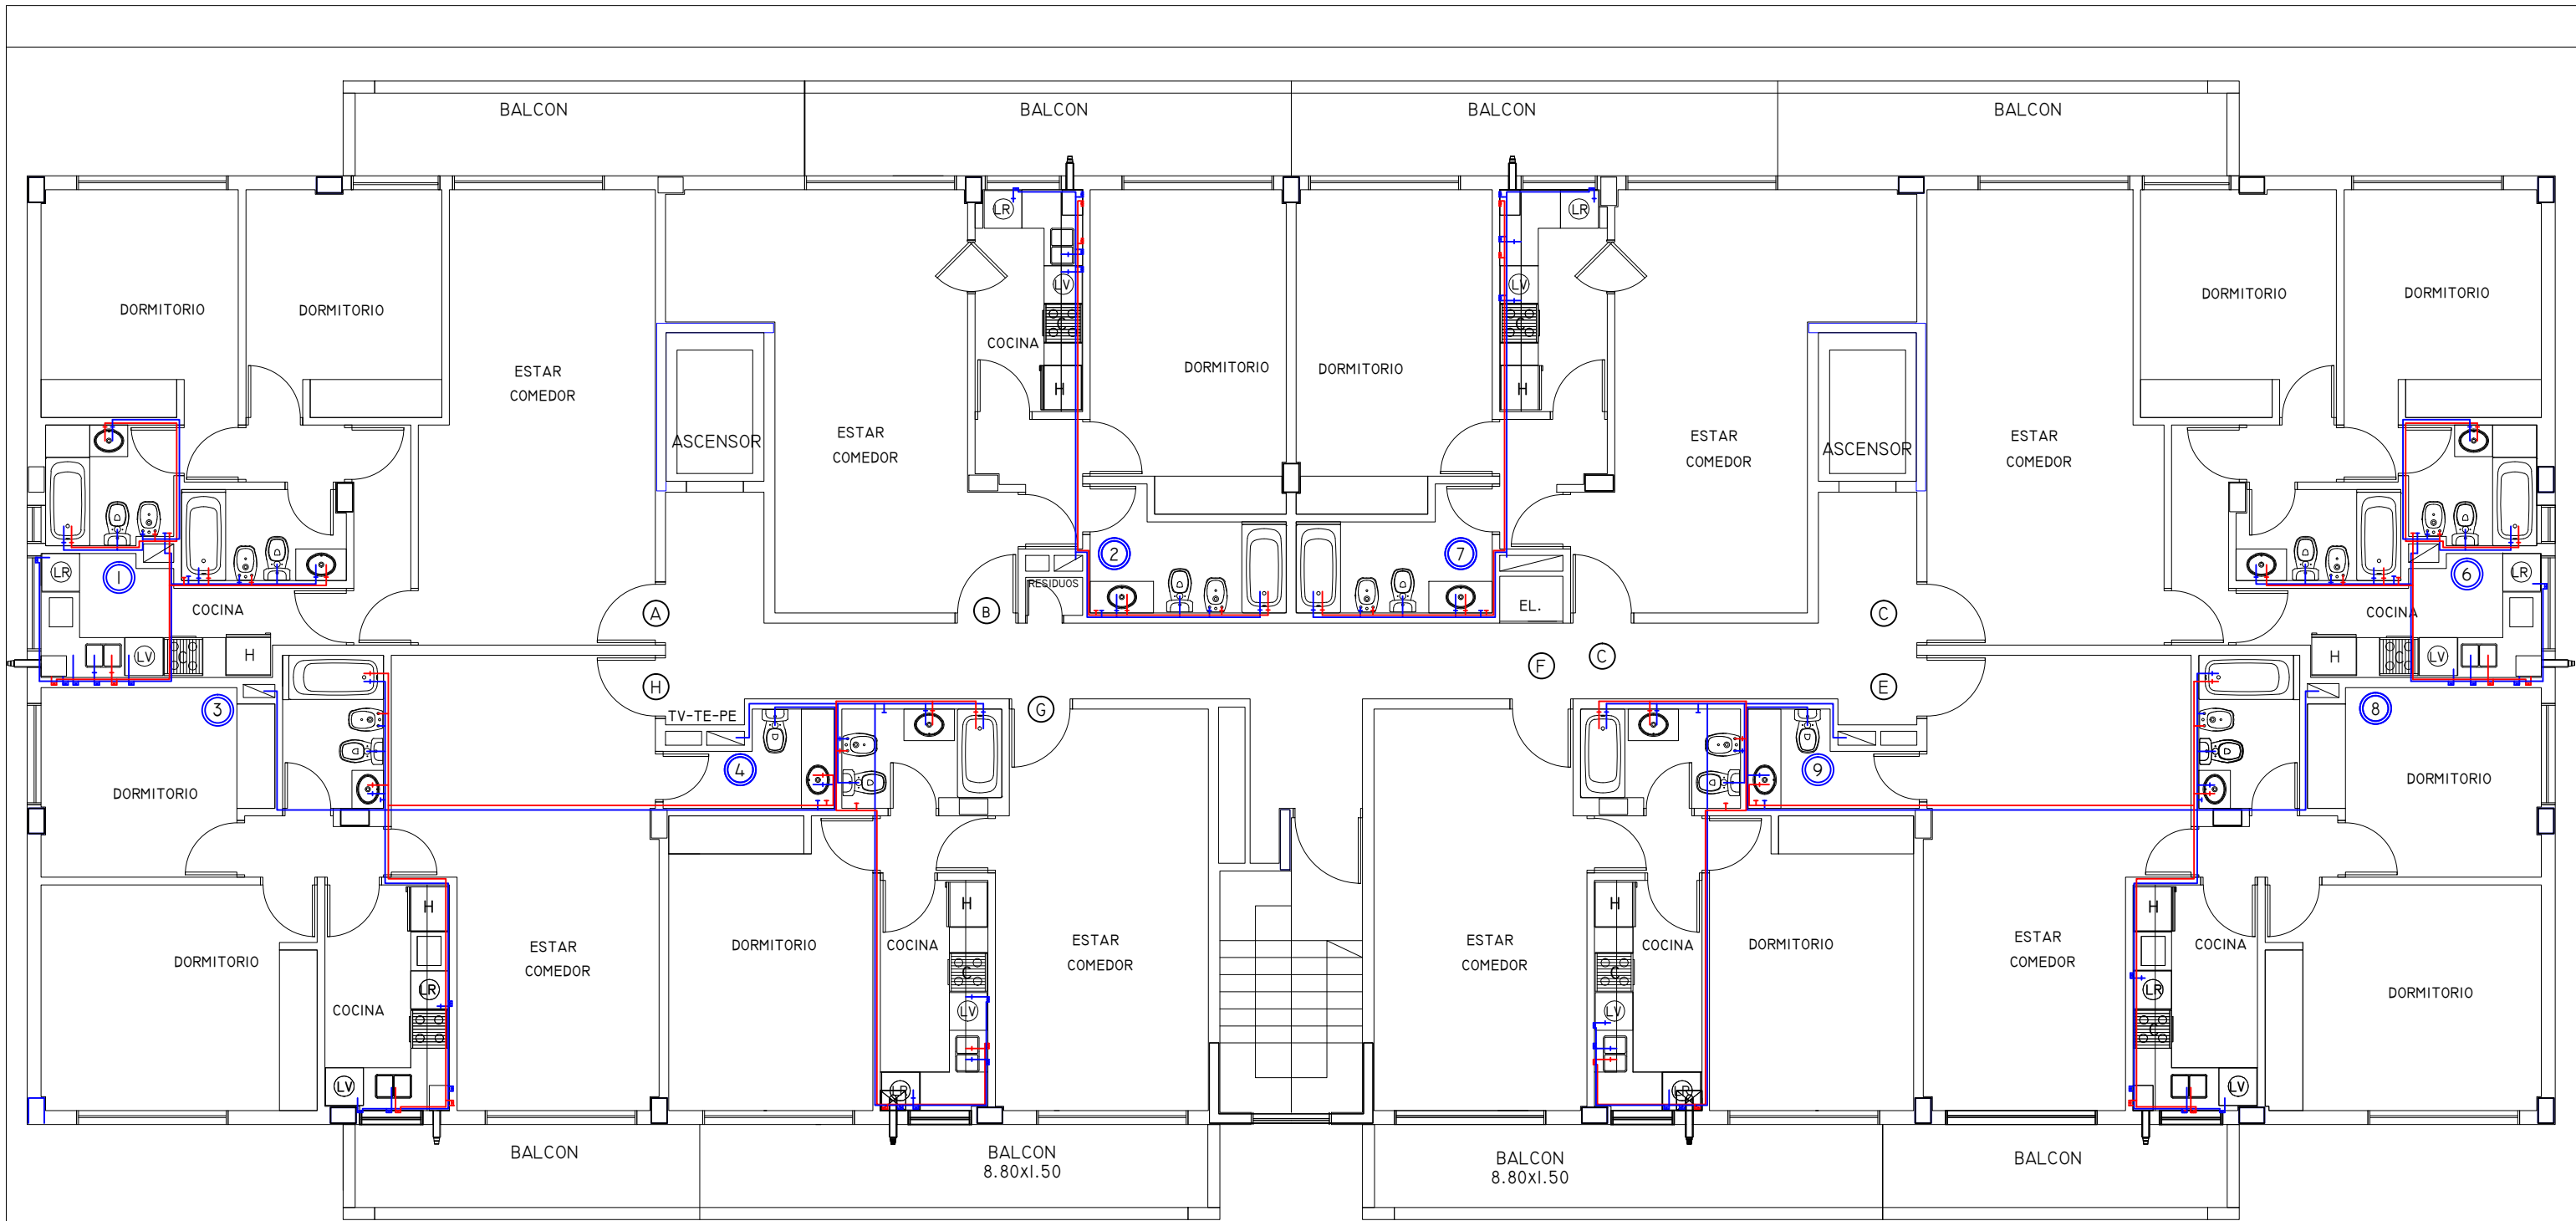 BALCON
BALCON
BALCON
BALCON
LR
LR
LV
LV
C
C
H
H
COCINA
DORMITORIO
DORMITORIO
ESTAR
COMEDOR
DORMITORIO
DORMITORIO
DORMITORIO
DORMITORIO
ASCENSOR
ESTAR
COMEDOR
ESTAR
COMEDOR
ASCENSOR
ESTAR
COMEDOR
1
LR
COCINA
LV
C
H
A
B
RESIDUOS
2
7
EL.
C
COCINA
6
LR
H
C
LV
3
H
TV-TE-PE
G
F
C
E
8
4
9
DORMITORIO
DORMITORIO
DORMITORIO
COCINA
H
LR
C
LV
ESTAR
COMEDOR
DORMITORIO
COCINA
H
C
LV
LR
ESTAR
COMEDOR
ESTAR
COMEDOR
H
C
LV
LR
COCINA
DORMITORIO
ESTAR
COMEDOR
H
LR
C
LV
COCINA
DORMITORIO
BALCON
BALCON
8.80x1.50
BALCON
8.80x1.50
BALCON